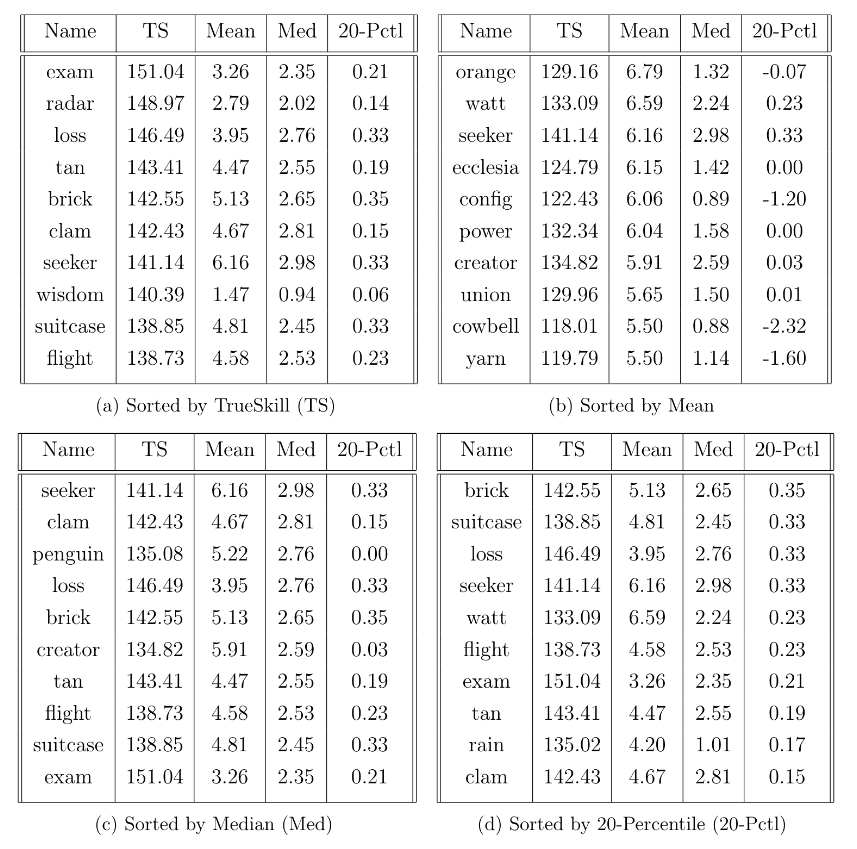 Name TS Mean Med 20-Pctl
exam 151.04 3.26 2.35 0.21
radar 148.97 2.79 2.02 0.14
loss 146.49 3.95 2.76 0.33
tan 143.41 4.47 2.55 0.19
brick 142.55 5.13 2.65 0.35
clam 142.43 4.67 2.81 0.15
seeker 141.14 6.16 2.98 0.33
wisdom 140.39 1.47 0.94 0.06
suitcase 138.85 4.81 2.45 0.33
flight 138.73 4.58 2.53 0.23
(a) Sorted by TrueSkill (TS)
Name TS Mean Med 20-Pctl
orange 129.16 6.79 1.32 -0.07
watt 133.09 6.59 2.24 0.23
seeker 141.14 6.16 2.98 0.33
ecclesia 124.79 6.15 1.42 0.00
config 122.43 6.06 0.89 -1.20
power 132.34 6.04 1.58 0.00
creator 134.82 5.91 2.59 0.03
union 129.96 5.65 1.50 0.01
cowbell 118.01 5.50 0.88 -2.32
yarn 119.79 5.50 1.14 -1.60
(b) Sorted by Mean
Name TS Mean Med 20-Pctl
seeker 141.14 6.16 2.98 0.33
clam 142.43 4.67 2.81 0.15
penguin 135.08 5.22 2.76 0.00
loss 146.49 3.95 2.76 0.33
brick 142.55 5.13 2.65 0.35
creator 134.82 5.91 2.59 0.03
tan 143.41 4.47 2.55 0.19
flight 138.73 4.58 2.53 0.23
suitcase 138.85 4.81 2.45 0.33
exam 151.04 3.26 2.35 0.21
(c) Sorted by Median (Med)
Name TS Mean Med 20-Pctl
brick 142.55 5.13 2.65 0.35
suitcase 138.85 4.81 2.45 0.33
loss 146.49 3.95 2.76 0.33
seeker 141.14 6.16 2.98 0.33
watt 133.09 6.59 2.24 0.23
flight 138.73 4.58 2.53 0.23
exam 151.04 3.26 2.35 0.21
tan 143.41 4.47 2.55 0.19
rain 135.02 4.20 1.01 0.17
clam 142.43 4.67 2.81 0.15
(d) Sorted by 20-Percentile (20-Pctl)